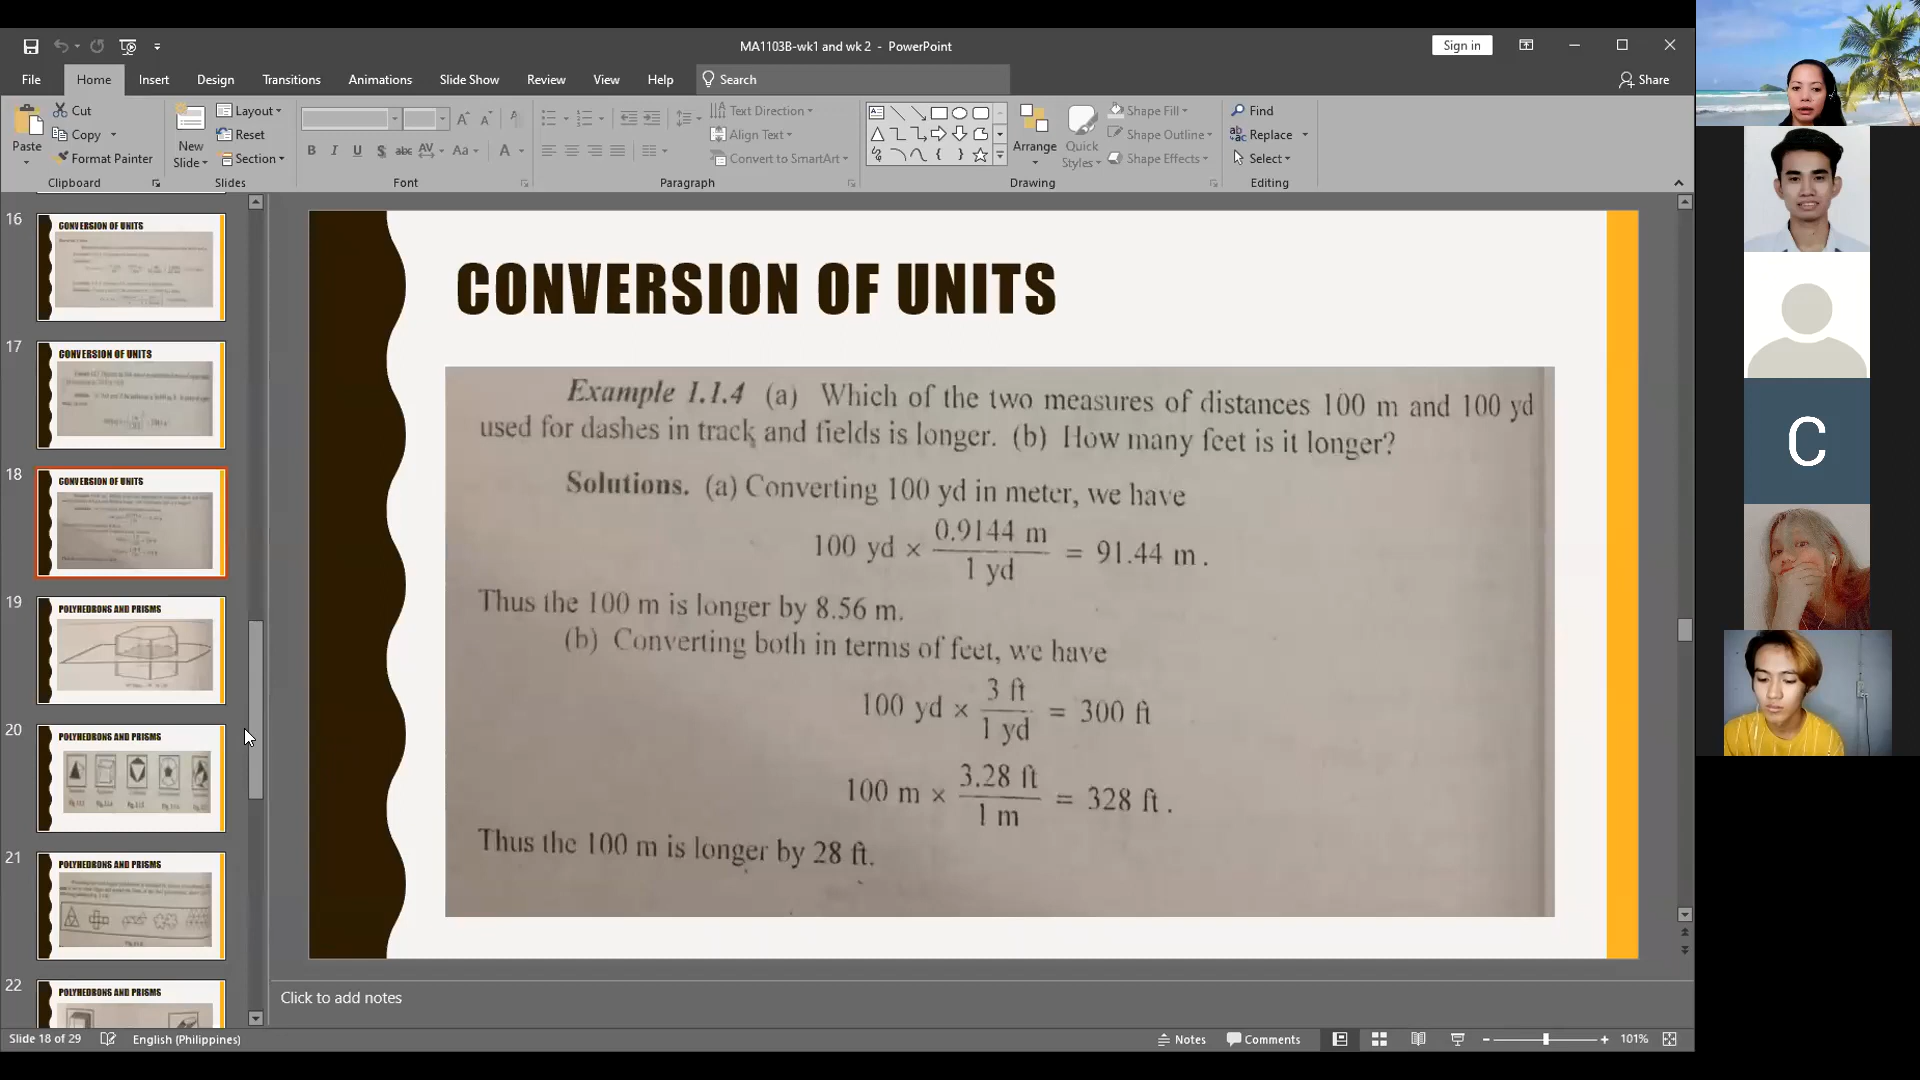 MA1103B-wk1 and wk 2 - PowerPoint
Sign in
File Home Insert Design Transitions Animations Slide Show Review View Help Search Share
Paste
Cut
Copy
Format Painter
Clipboard
New Slide
Layout
Reset
Section
Slides
B I U S abc AV Aa A
Font
Text Direction
Align Text
Convert to SmartArt
Paragraph
Arrange
Quick Styles
Shape Fill
Shape Outline
Shape Effects
Drawing
Find
Replace
Select
Editing
16
CONVERSION OF UNITS
17
CONVERSION OF UNITS
18
CONVERSION OF UNITS
19
POLYHEDRONS AND PRISMS
20
POLYHEDRONS AND PRISMS
21
POLYHEDRONS AND PRISMS
22
POLYHEDRONS AND PRISMS
CONVERSION OF UNITS
Example 1.1.4 (a) Which of the two measures of distances 100 m and 100 yd
used for dashes in track and fields is longer. (b) How many feet is it longer?
Solutions. (a) Converting 100 yd in meter, we have
100 yd × 0.9144 m / 1 yd = 91.44 m.
Thus the 100 m is longer by 8.56 m.
(b) Converting both in terms of feet, we have
100 yd × 3 ft / 1 yd = 300 ft
100 m × 3.28 ft / 1 m = 328 ft.
Thus the 100 m is longer by 28 ft.
C
Click to add notes
Slide 18 of 29 English (Philippines) Notes Comments 101%